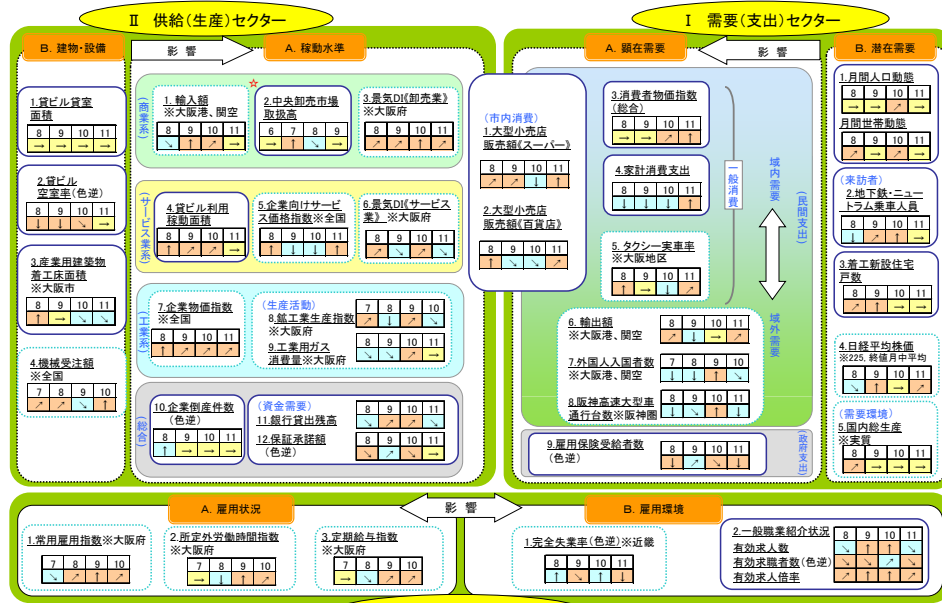 Ⅱ 供給(生産)セクター
B. 建物・設備
影 響
A. 稼動水準
1.貸ビル貸室
面積
8 9 10 11
→ → → →
2.貸ビル
空室率(色逆)
8 9 10 11
↓ ↓ ↘ →
3.産業用建築物
着工床面積
※大阪市
8 9 10 11
↑ → ↘ ↘
4.機械受注額
※全国
7 8 9 10
↗ ↗ ↘ ↑
(商業系)
☆
1. 輸入額
※大阪港、関空
8 9 10 11
↘ ↑ ↗ →
2.中央卸売市場
取扱高
6 7 8 9
→ ↑ ↘ →
3.景気DI《卸売業》
※大阪府
8 9 10 11
↗ ↗ ↑ ↗
(サービス業系)
4.貸ビル利用
稼動面積
8 9 10 11
↑ ↗ ↗ →
5.企業向けサービ
ス価格指数※全国
8 9 10 11
↑ ↓ ↓ ↑
6.景気DI《サービス
業》 ※大阪府
8 9 10 11
↗ ↘ ↗ ↘
(工業系)
7.企業物価指数
※全国
8 9 10 11
↑ ↗ ↗ ↗
(生産活動)
8.鉱工業生産指数
※大阪府
7 8 9 10
↗ ↓ ↗ ↘
9.工業用ガス
消費量※大阪府
8 9 10 11
↘ ↘ ↗ →
(総合)
10.企業倒産件数
(色逆)
8 9 10 11
↑ → → →
(資金需要)
11.銀行貸出残高
8 9 10 11
↘ ↗ ↗ ↘
12.保証承諾額
(色逆)
8 9 10 11
↘ ↗ ↘ →
Ⅰ 需要(支出)セクター
A. 顕在需要
影 響
B. 潜在需要
(市内消費)
1.大型小売店
販売額《スーパー》
8 9 10 11
↗ ↗ ↓ ↑
2.大型小売店
販売額《百貨店》
8 9 10 11
↑ ↘ ↘ ↗
3.消費者物価指数
(総合)
8 9 10 11
→ → ↗ ↑
4.家計消費支出
8 9 10 11
↓ ↓ ↓ ↑
5.タクシー実車率
※大阪地区
8 9 10 11
↑ → ↓ ↗
一般消費
域内需要
域外需要
(民間支出)
6. 輸出額
※大阪港、関空
8 9 10 11
↗ ↓ → ↗
7.外国人入国者数
※大阪港、関空
7 8 9 10
↓ ↓ ↑ ↘
8.阪神高速大型車
通行台数※阪神圏
8 9 10 11
↓ ↘ ↑ ↓
(政府支出)
9.雇用保険受給者数
(色逆)
8 9 10 11
↓ ↗ ↘ ↓
1.月間人口動態
8 9 10 11
→ → ↗ →
月間世帯動態
8 9 10 11
→ → ↗ ↑
(来訪者)
2.地下鉄・ニュー
トラム乗車人員
8 9 10 11
↓ ↗ ↑ →
3.着工新設住宅
戸数
8 9 10 11
↗ ↑ → →
4.日経平均株価
※225, 終値月中平均
8 9 10 11
↘ ↑ → ↗
(需要環境)
5.国内総生産
※実質
8 9 10 11
↗ → → →
A. 雇用状況
影 響
B. 雇用環境
1.常用雇用指数※大阪府
7 8 9 10
↘ ↗ ↑ ↗
2.所定外労働時間指数
※大阪府
7 8 9 10
→ ↓ ↑ ↗
3.定期給与指数
※大阪府
7 8 9 10
→ ↘ ↗ ↗
1.完全失業率(色逆)※近畿
8 9 10 11
↑ ↘ ↑ ↓
2.一般職業紹介状況
8 9 10 11
有効求人数
↘ ↑ ↑ ↘
有効求職者数(色逆)
↘ ↘ ↗ ↘
有効求人倍率
↗ ↑ ↑ ↗